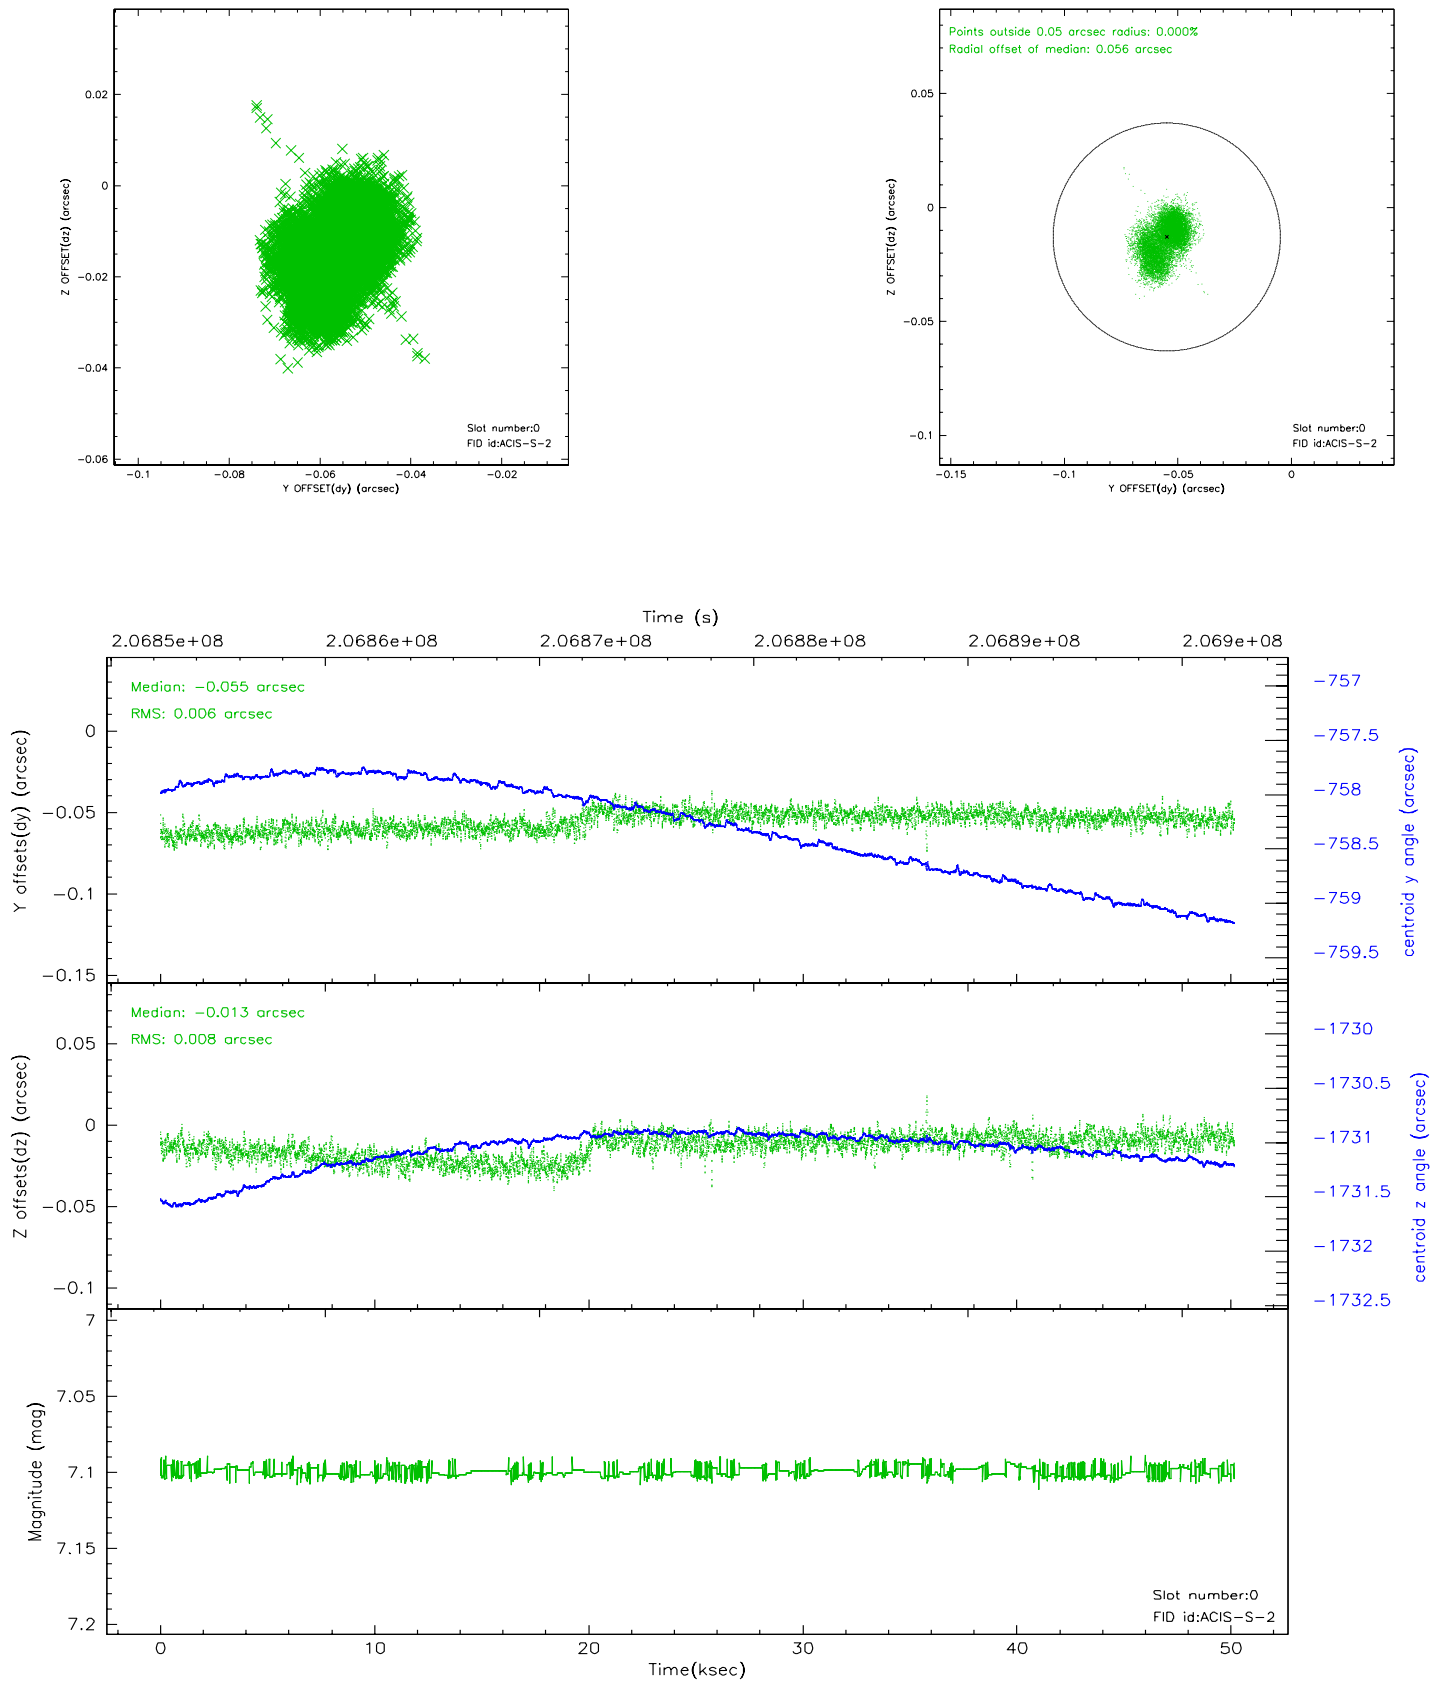 0.02
0
-0.02
-0.04
-0.06
Z OFFSET(dz) (arcsec)
Slot number:0
FID id:ACIS-S-2
-0.1
-0.08
-0.06
-0.04
-0.02
Y OFFSET(dy) (arcsec)
Points outside 0.05 arcsec radius: 0.000%
Radial offset of median: 0.056 arcsec
0.05
0
-0.05
-0.1
Z OFFSET(dz) (arcsec)
Slot number:0
FID id:ACIS-S-2
-0.15
-0.1
-0.05
0
Y OFFSET(dy) (arcsec)
Time (s)
2.0685e+08
2.0686e+08
2.0687e+08
2.0688e+08
2.0689e+08
2.069e+08
Median: -0.055 arcsec
RMS: 0.006 arcsec
0
-0.05
-0.1
-0.15
Y offsets(dy) (arcsec)
-757
-757.5
-758
-758.5
-759
-759.5
centroid y angle (arcsec)
Median: -0.013 arcsec
RMS: 0.008 arcsec
0.05
0
-0.05
-0.1
Z offsets(dz) (arcsec)
-1730
-1730.5
-1731
-1731.5
-1732
-1732.5
centroid z angle (arcsec)
7
7.05
7.1
7.15
7.2
Magnitude (mag)
Slot number:0
FID id:ACIS-S-2
0
10
20
30
40
50
Time(ksec)